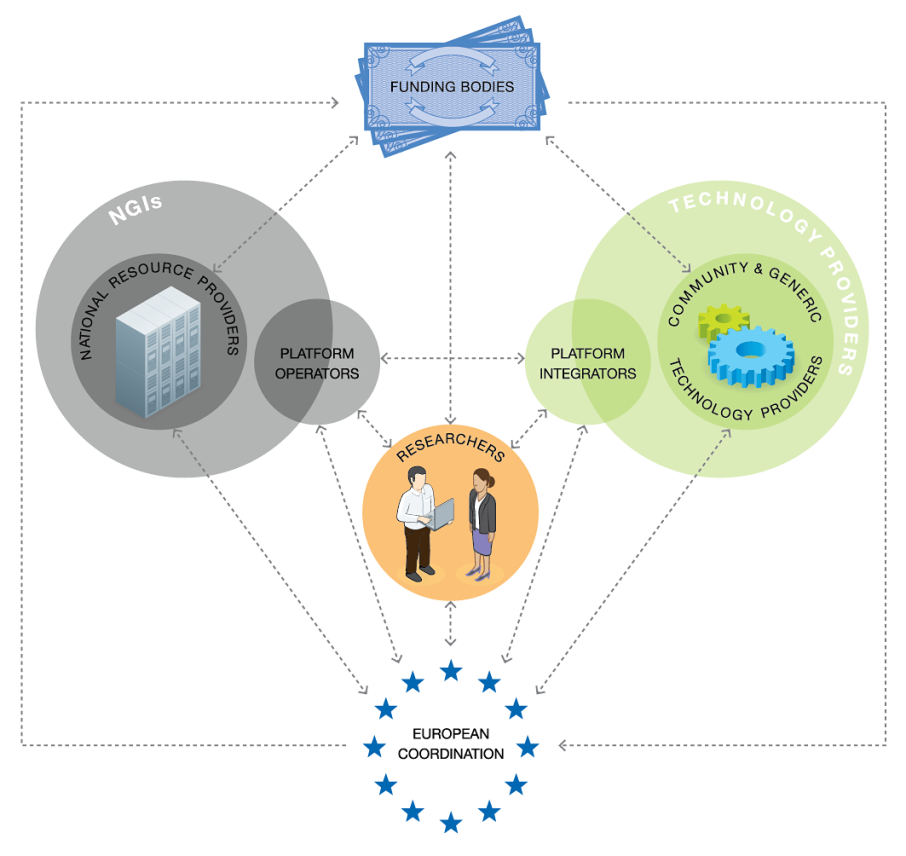 FUNDING BODIES
NGIs
TECHNOLOGY PROVIDERS
NATIONAL RESOURCE PROVIDERS
COMMUNITY & GENERIC
TECHNOLOGY PROVIDERS
PLATFORM
OPERATORS
PLATFORM
INTEGRATORS
RESEARCHERS
EUROPEAN
COORDINATION